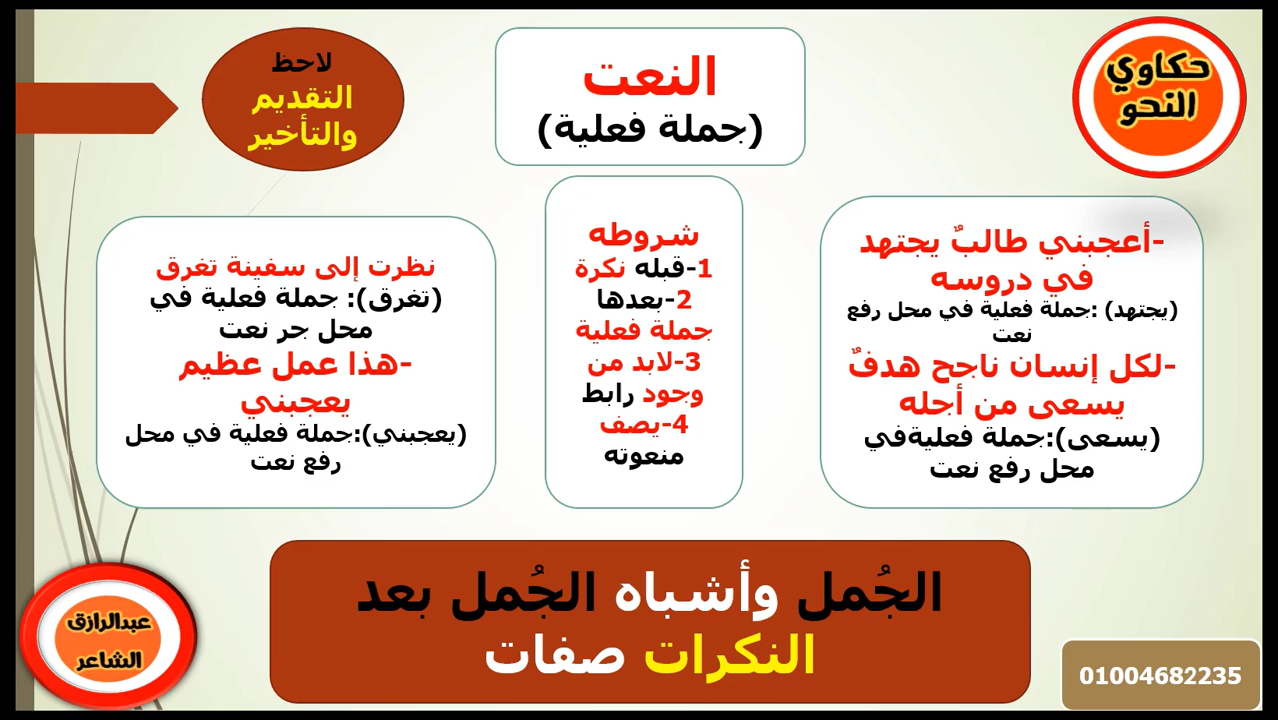 حكاوي
النحو
النعت
(جملة فعلية)
لاحظ
التقديم
والتأخير
-أعجبني طالبٌ يجتهد
في دروسه
(يجتهد) :جملة فعلية في محل رفع
نعت
-لكل إنسان ناجح هدفٌ
يسعى من أجله
(يسعى):جملة فعليةفي
محل رفع نعت
شروطه
1-قبله نكرة
2-بعدها
جملة فعلية
3-لابد من
وجود رابط
4-يصف
منعوته
نظرت إلى سفينة تغرق
(تغرق): جملة فعلية في
محل جر نعت
-هذا عمل عظيم
يعجبني
(يعجبني):جملة فعلية في محل
رفع نعت
الجُمل وأشباه الجُمل بعد
النكرات صفات
عبدالرازق
الشاعر
01004682235